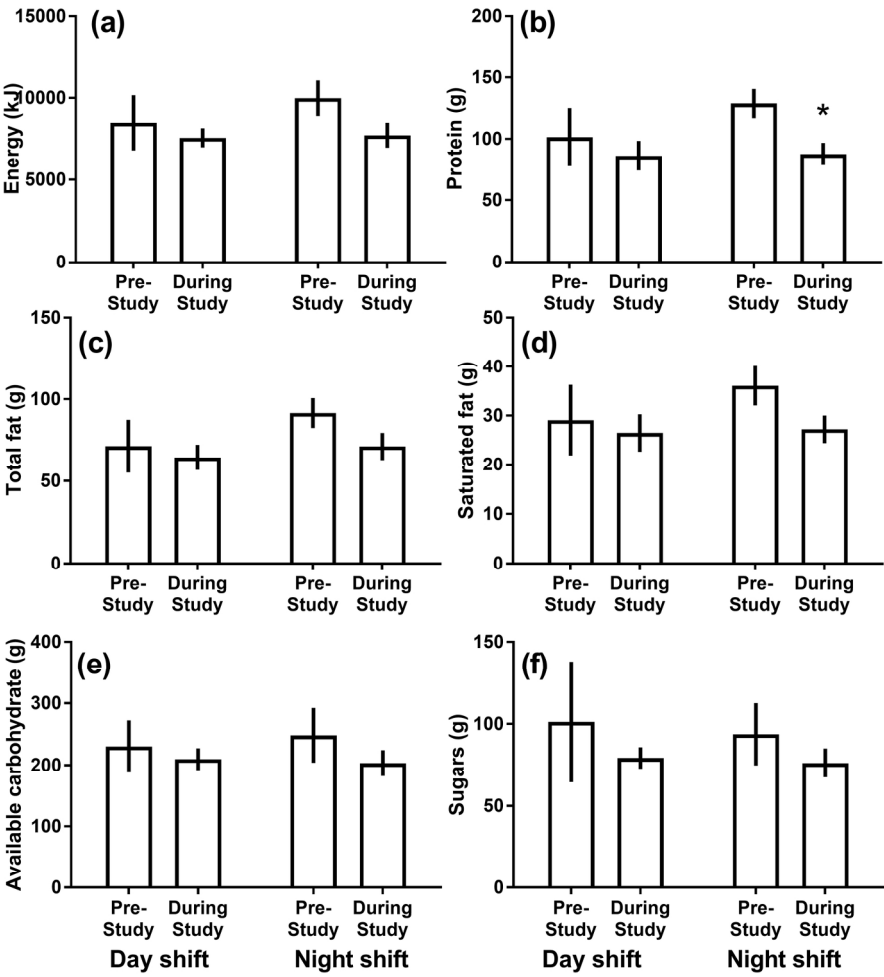 (a)
Energy (kJ)
15000
10000
5000
0
Pre-
Study
During
Study
Pre-
Study
During
Study
(b)
Protein (g)
200
150
100
50
0
*
Pre-
Study
During
Study
Pre-
Study
During
Study
(c)
Total fat (g)
150
100
50
0
Pre-
Study
During
Study
Pre-
Study
During
Study
(d)
Saturated fat (g)
50
40
30
20
10
0
Pre-
Study
During
Study
Pre-
Study
During
Study
(e)
Available carbohydrate (g)
400
300
200
100
0
Pre-
Study
During
Study
Pre-
Study
During
Study
Day shift
Night shift
(f)
Sugars (g)
150
100
50
0
Pre-
Study
During
Study
Pre-
Study
During
Study
Day shift
Night shift